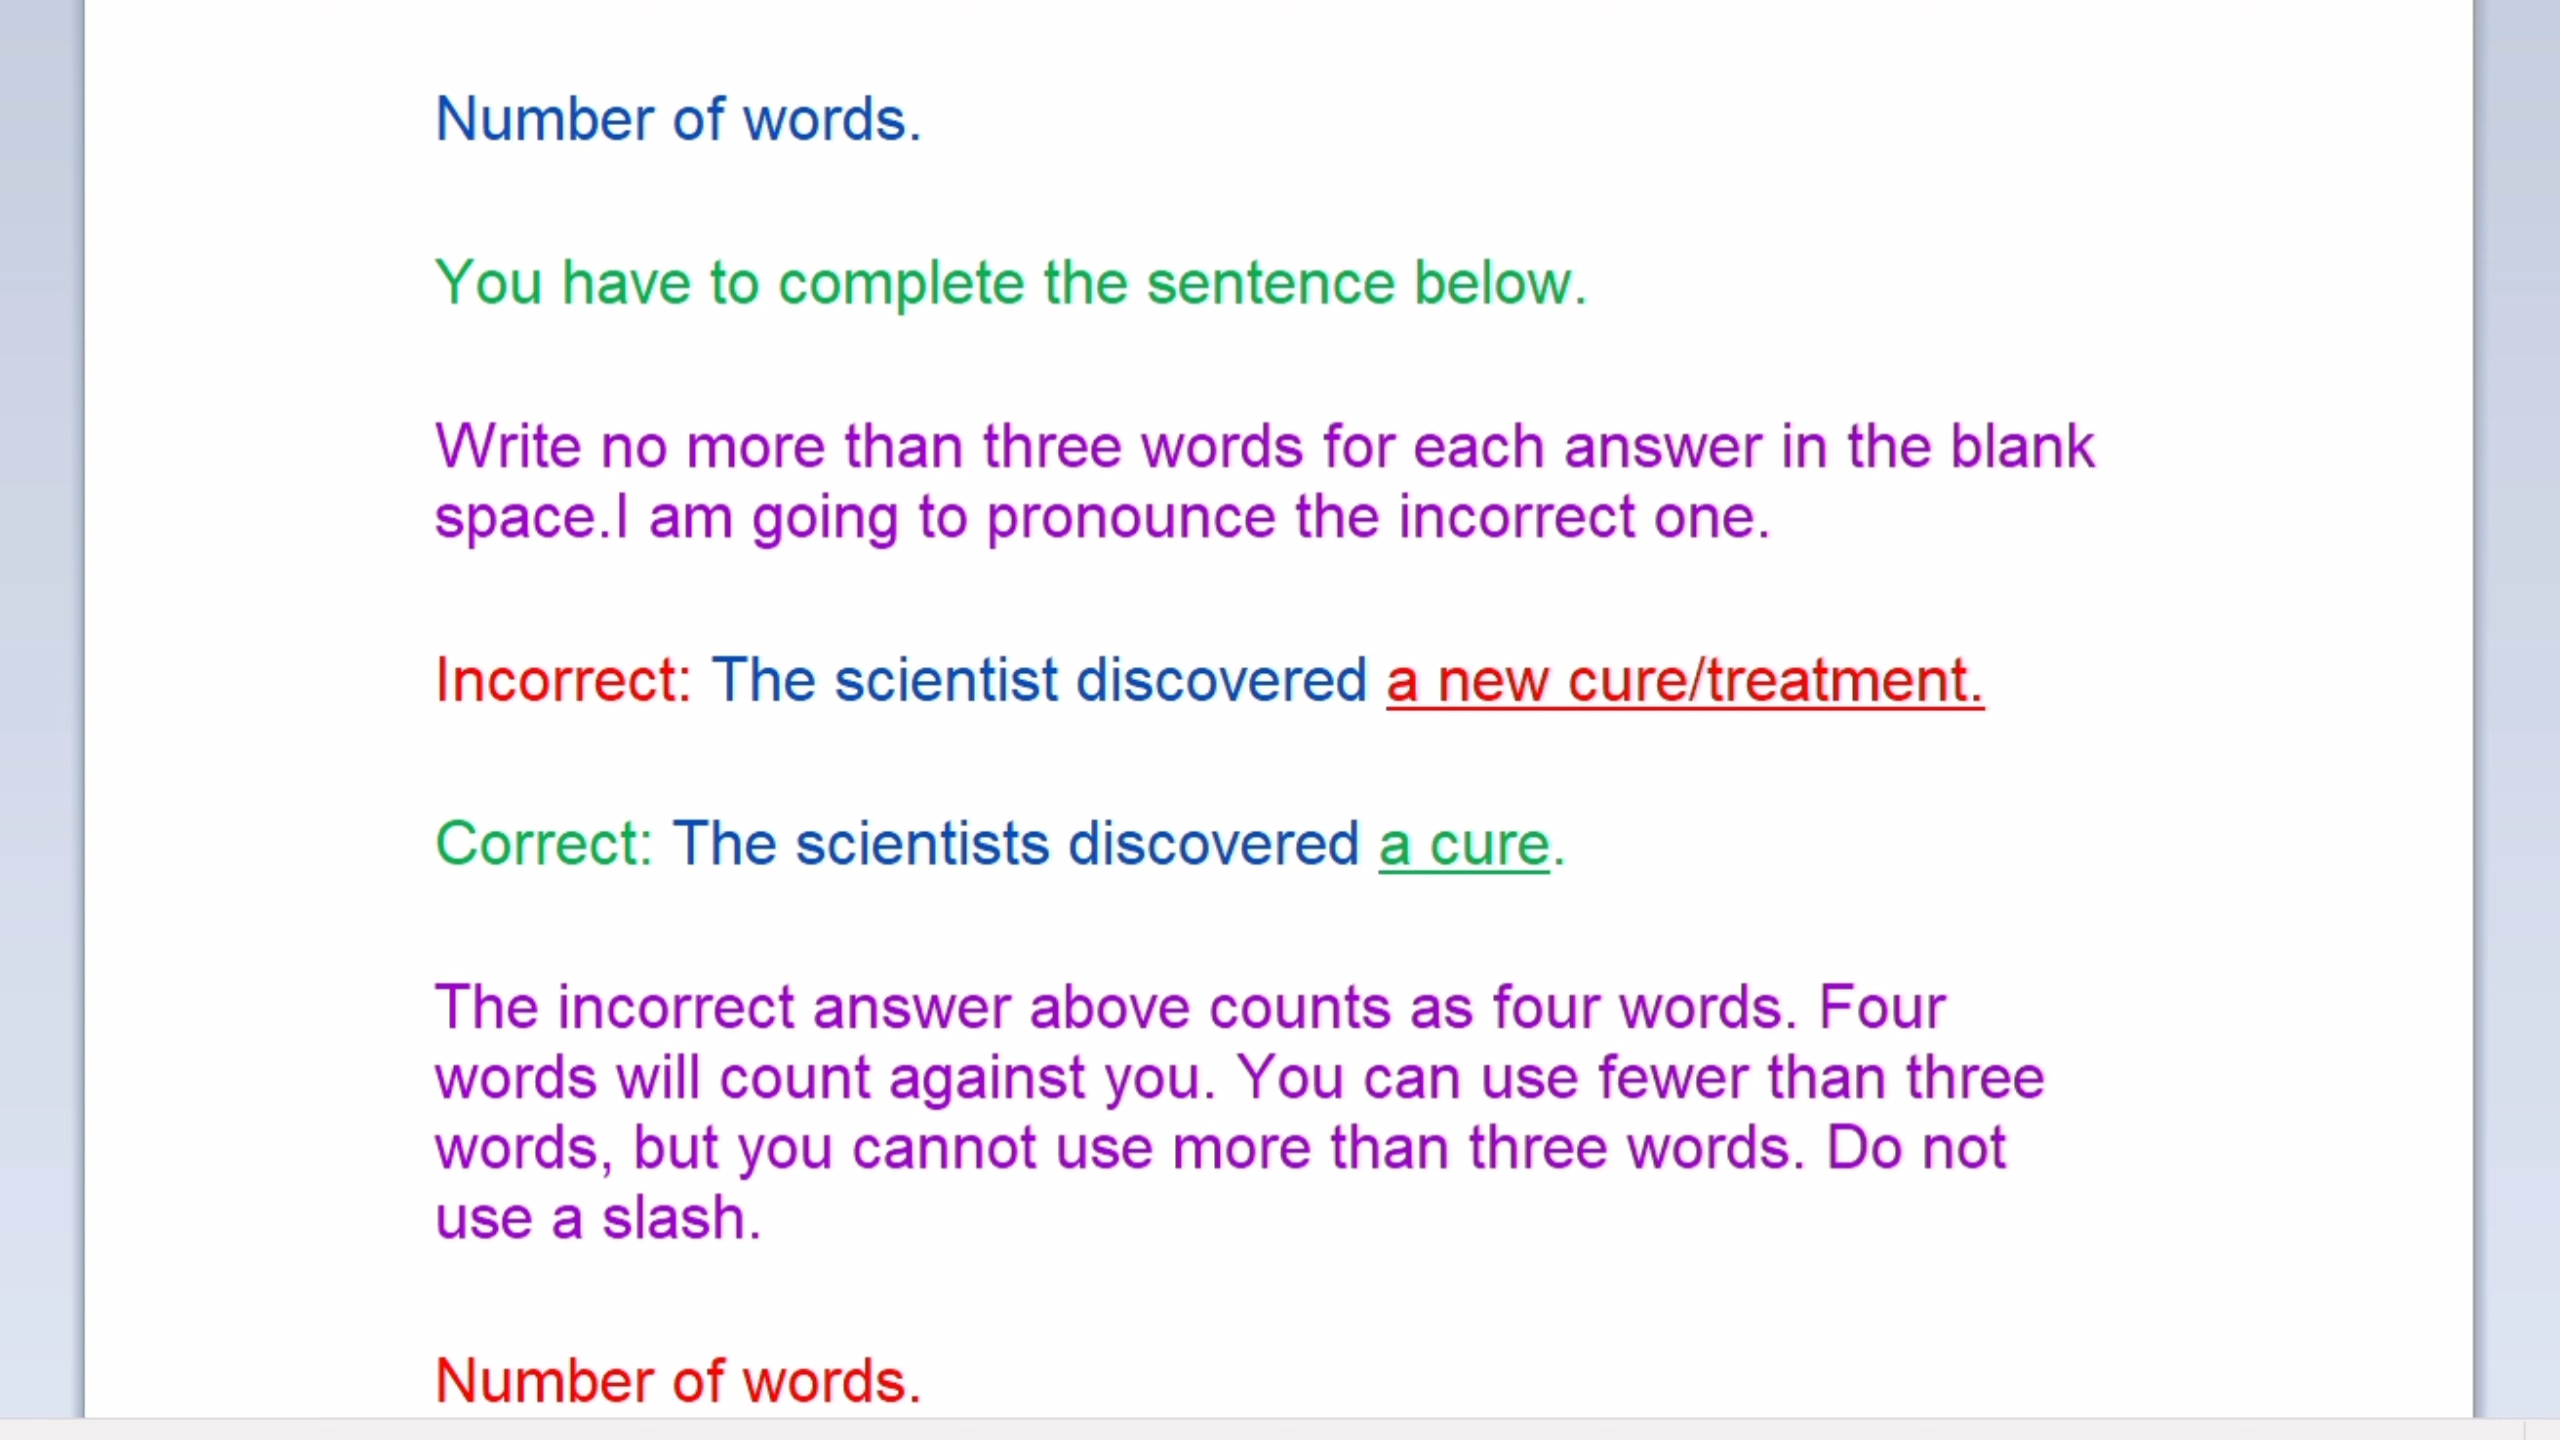 Number of words.
You have to complete the sentence below.
Write no more than three words for each answer in the blank
space.I am going to pronounce the incorrect one.
Incorrect: The scientist discovered a new cure/treatment.
Correct: The scientists discovered a cure.
The incorrect answer above counts as four words. Four
words will count against you. You can use fewer than three
words, but you cannot use more than three words. Do not
use a slash.
Number of words.